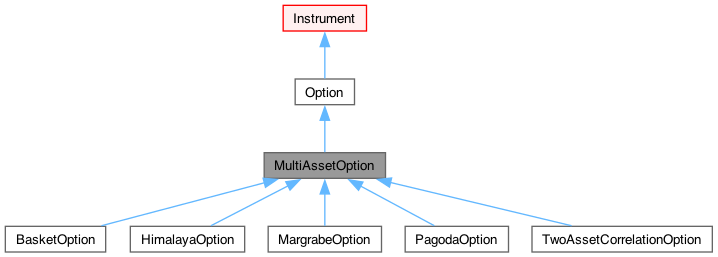 Instrument
Option
MultiAssetOption
BasketOption
HimalayaOption
MargrabeOption
PagodaOption
TwoAssetCorrelationOption